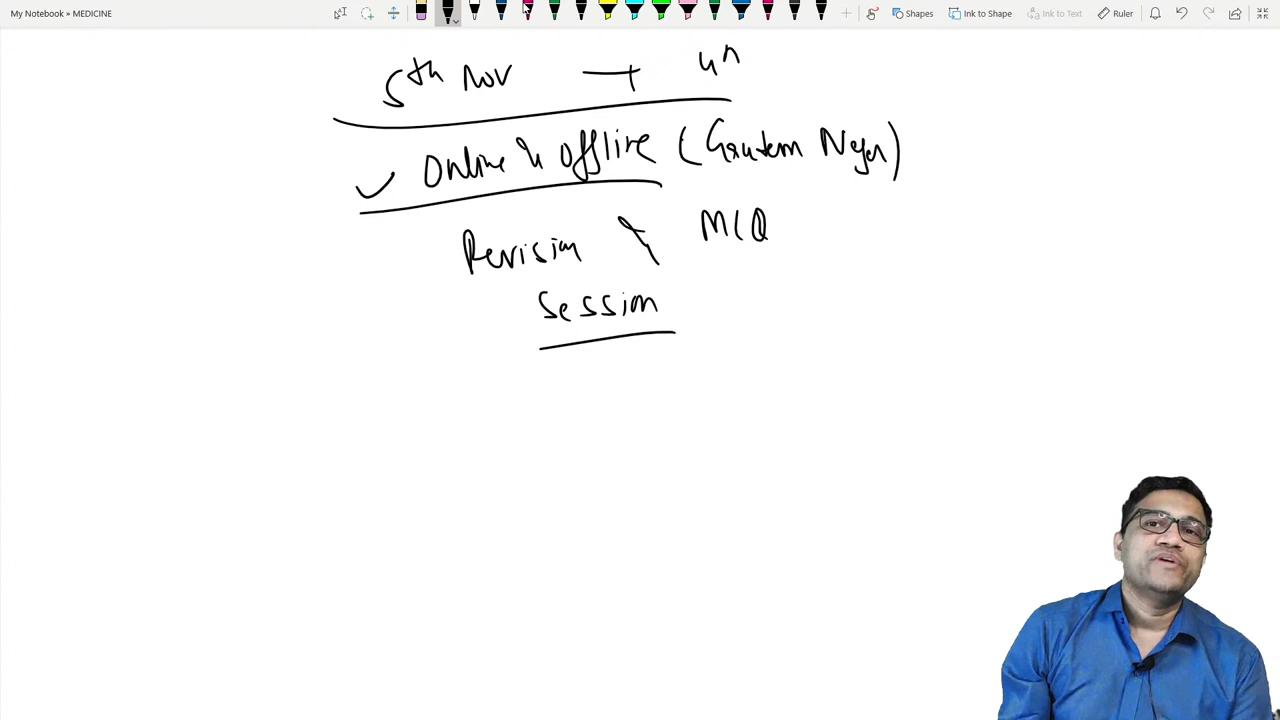 My Notebook » MEDICINE
Shapes Ink to Shape Ink to Text Ruler
5th Nov →
✓ Online & offline (Gautam Nagar)
Revision & MCQ
Session